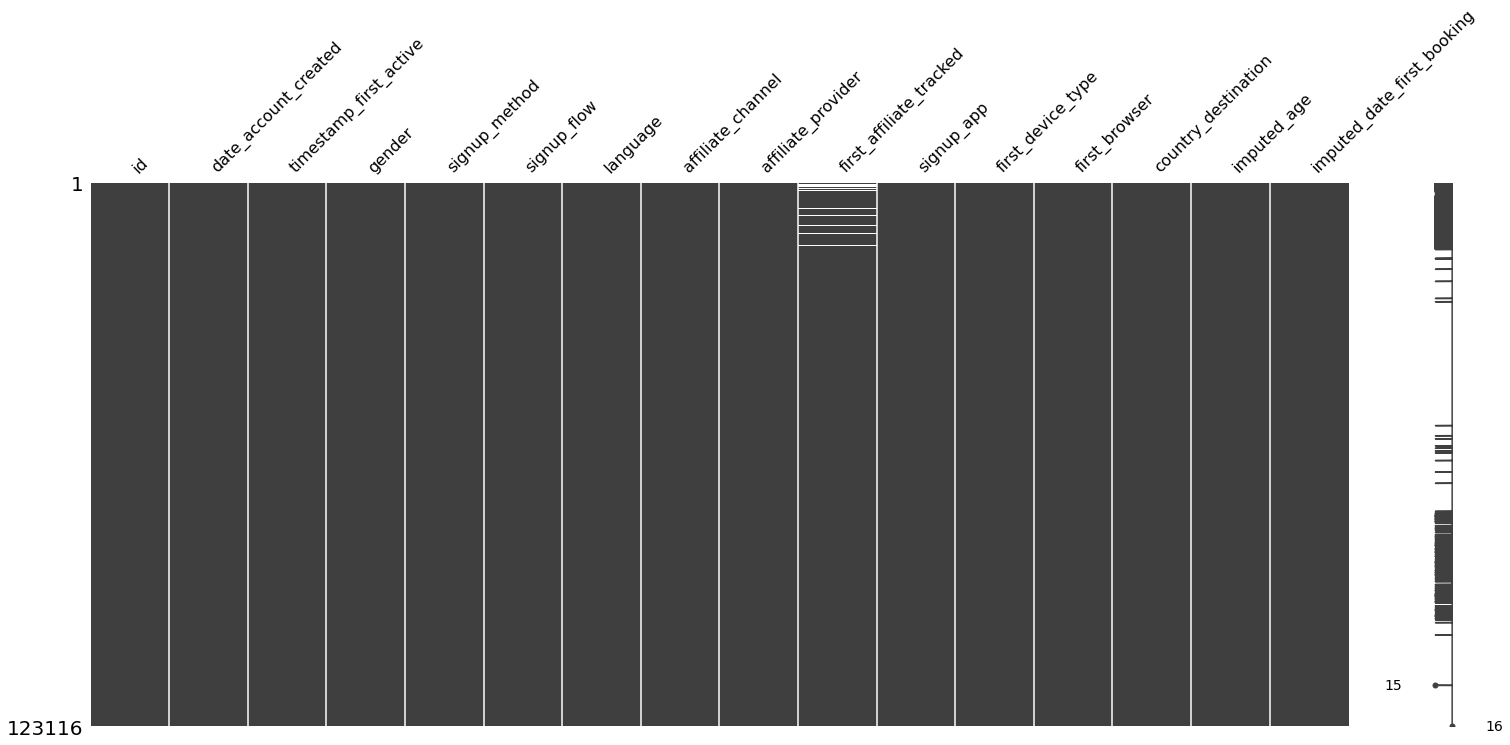 id
date_account_created
timestamp_first_active
gender
signup_method
signup_flow
language
affiliate_channel
affiliate_provider
first_affiliate_tracked
signup_app
first_device_type
first_browser
country_destination
imputed_age
imputed_date_first_booking
1
15
123116
16